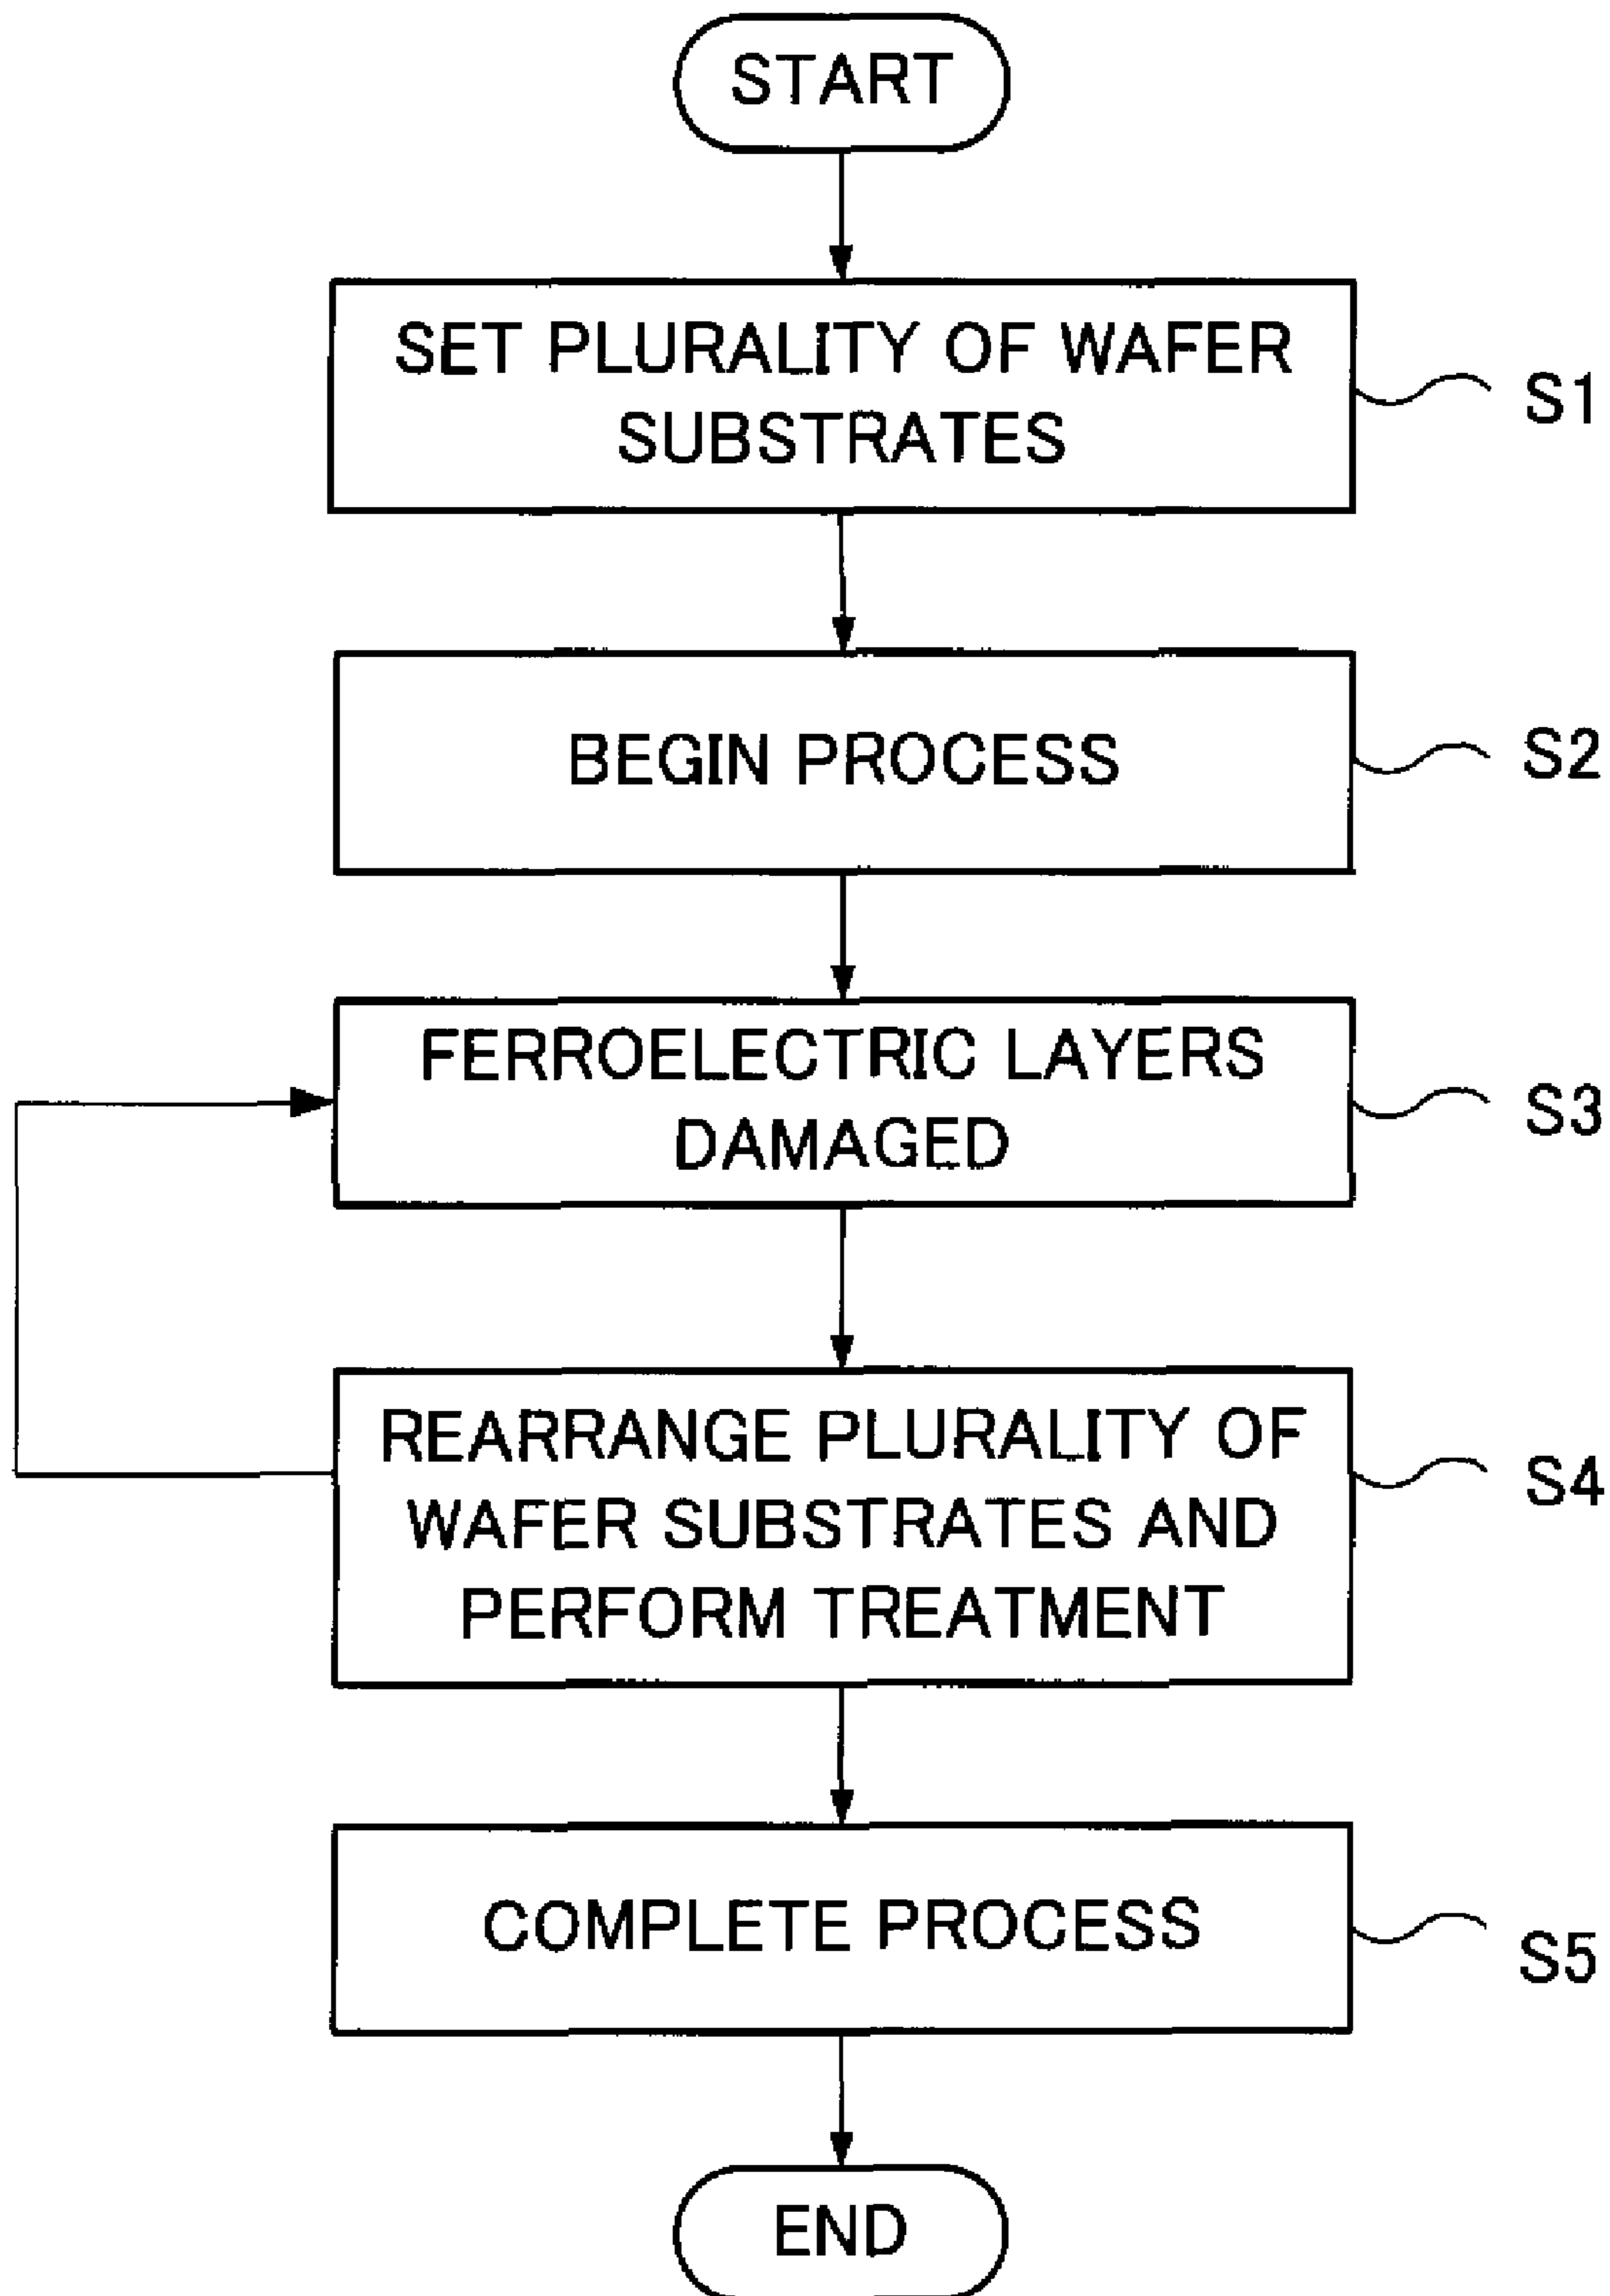 START
SET PLURALITY OF WAFER
SUBSTRATES
S1
BEGIN PROCESS
S2
FERROELECTRIC LAYERS
DAMAGED
S3
REARRANGE PLURALITY OF
WAFER SUBSTRATES AND
PERFORM TREATMENT
S4
COMPLETE PROCESS
S5
END